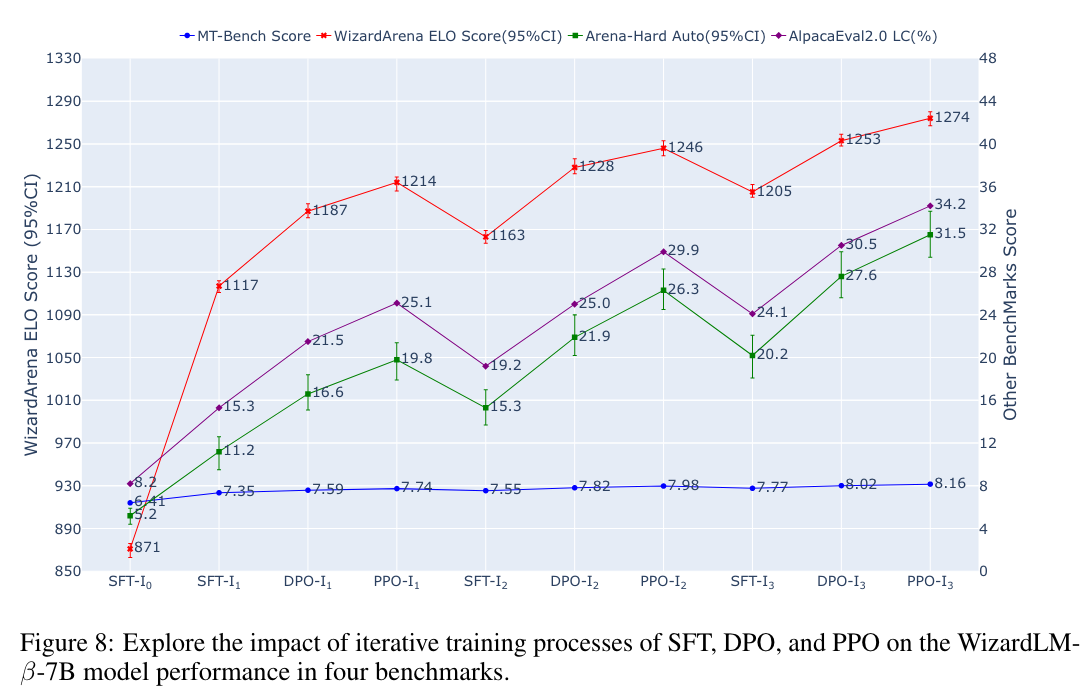 MT-Bench Score WizardArena ELO Score(95%CI) Arena-Hard Auto(95%CI) AlpacaEval2.0 LC(%)
1330 48
1290 44
1250 40
1210 36
1170 32
1130 28
1090 24
1050 20
1010 16
970 12
930 8
890 4
850 0
WizardArena ELO Score (95%CI)
Other BenchMarks Score
871 1117 1187 1214 1163 1228 1246 1205 1253 1274
8.2 15.3 21.5 25.1 19.2 25.0 29.9 24.1 30.5 34.2
5.2 11.2 16.6 19.8 15.3 21.9 26.3 20.2 27.6 31.5
6.41 7.35 7.59 7.74 7.55 7.82 7.98 7.77 8.02 8.16
SFT-I₀ SFT-I₁ DPO-I₁ PPO-I₁ SFT-I₂ DPO-I₂ PPO-I₂ SFT-I₃ DPO-I₃ PPO-I₃
Figure 8: Explore the impact of iterative training processes of SFT, DPO, and PPO on the WizardLM-
β-7B model performance in four benchmarks.